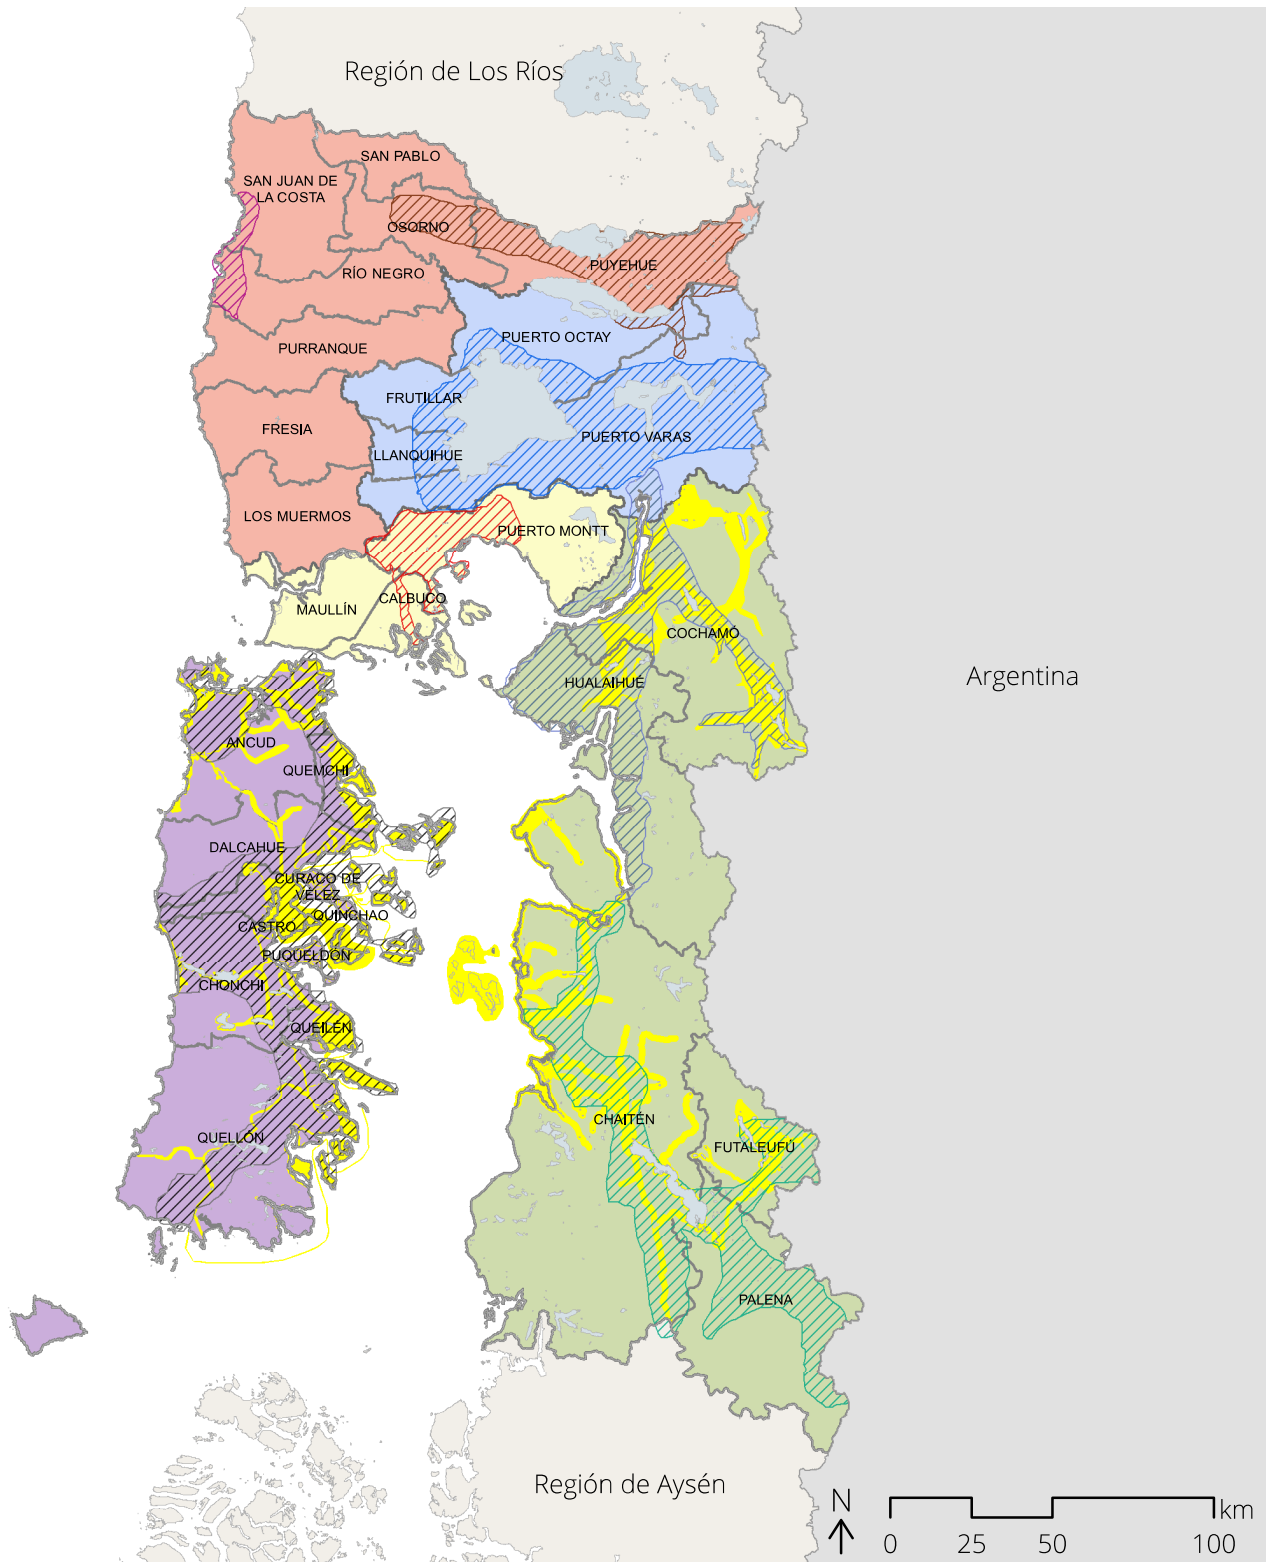 Región de Los Ríos
SAN PABLO
SAN JUAN DE
LA COSTA
OSORNO
PUYEHUE
RÍO NEGRO
PUERTO OCTAY
PURRANQUE
FRUTILLAR
FRESIA
PUERTO VARAS
LLANQUIHUE
LOS MUERMOS
PUERTO MONTT
CALBUCO
MAULLÍN
COCHAMÓ
HUALAIHUÉ
Argentina
ANCUD
QUEMCHI
DALCAHUE
CURACO DE
VÉLEZ
QUINCHAO
CASTRO
PUQUELDÓN
CHONCHI
QUEILÉN
CHAITÉN
QUELLÓN
FUTALEUFÚ
PALENA
Región de Aysén
N
km
0 25 50 100